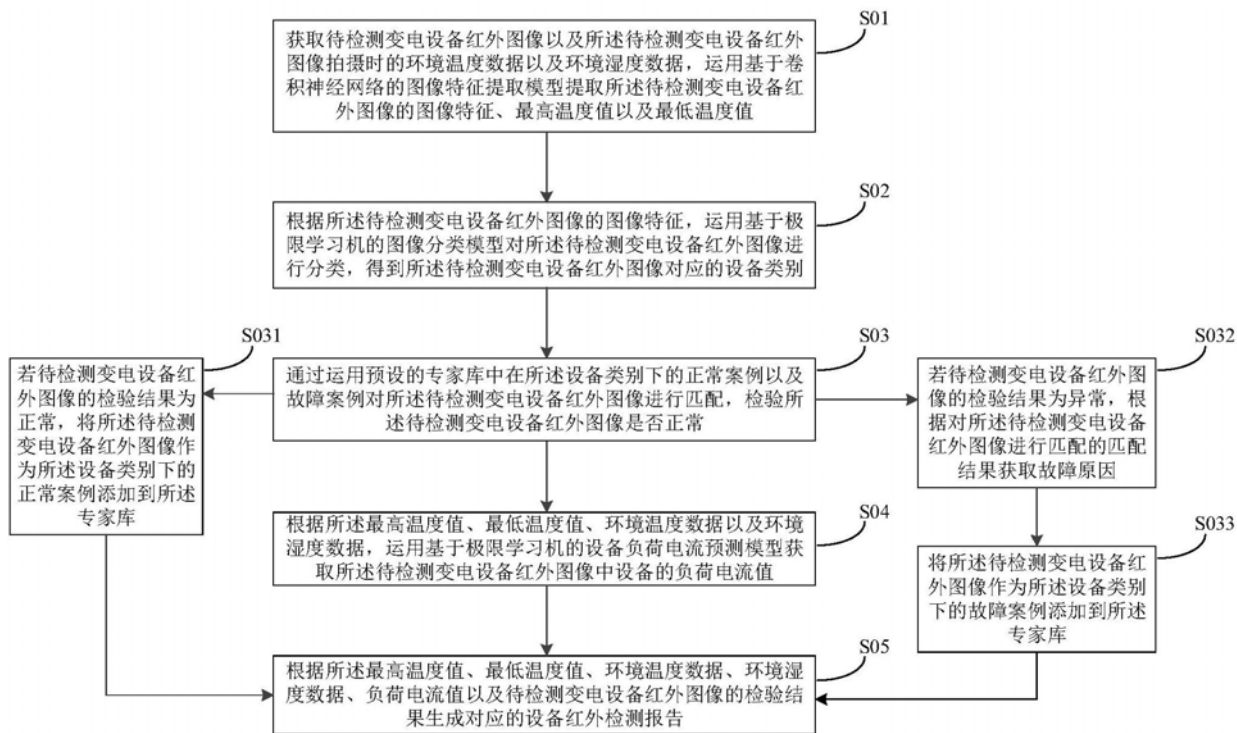 S01
获取待检测变电设备红外图像以及所述待检测变电设备红外
图像拍摄时的环境温度数据以及环境湿度数据，运用基于卷
积神经网络的图像特征提取模型提取所述待检测变电设备红
外图像的图像特征、最高温度值以及最低温度值
S02
根据所述待检测变电设备红外图像的图像特征，运用基于极
限学习机的图像分类模型对所述待检测变电设备红外图像进
行分类，得到所述待检测变电设备红外图像对应的设备类别
S031
若待检测变电设备红
外图像的检验结果为
正常，将所述待检测
变电设备红外图像作
为所述设备类别下的
正常案例添加到所述
专家库
S03
通过运用预设的专家库中在所述设备类别下的正常案例以及
故障案例对所述待检测变电设备红外图像进行匹配，检验所
述待检测变电设备红外图像是否正常
S032
若待检测变电设备红外图
像的检验结果为异常，根
据对所述待检测变电设备
红外图像进行匹配的匹配
结果获取故障原因
S04
根据所述最高温度值、最低温度值、环境温度数据以及环境
湿度数据，运用基于极限学习机的设备负荷电流预测模型获
取所述待检测变电设备红外图像中设备的负荷电流值
S033
将所述待检测变电设备红
外图像作为所述设备类别
下的故障案例添加到所述
专家库
S05
根据所述最高温度值、最低温度值、环境温度数据、环境湿
度数据、负荷电流值以及待检测变电设备红外图像的检验结
果生成对应的设备红外检测报告